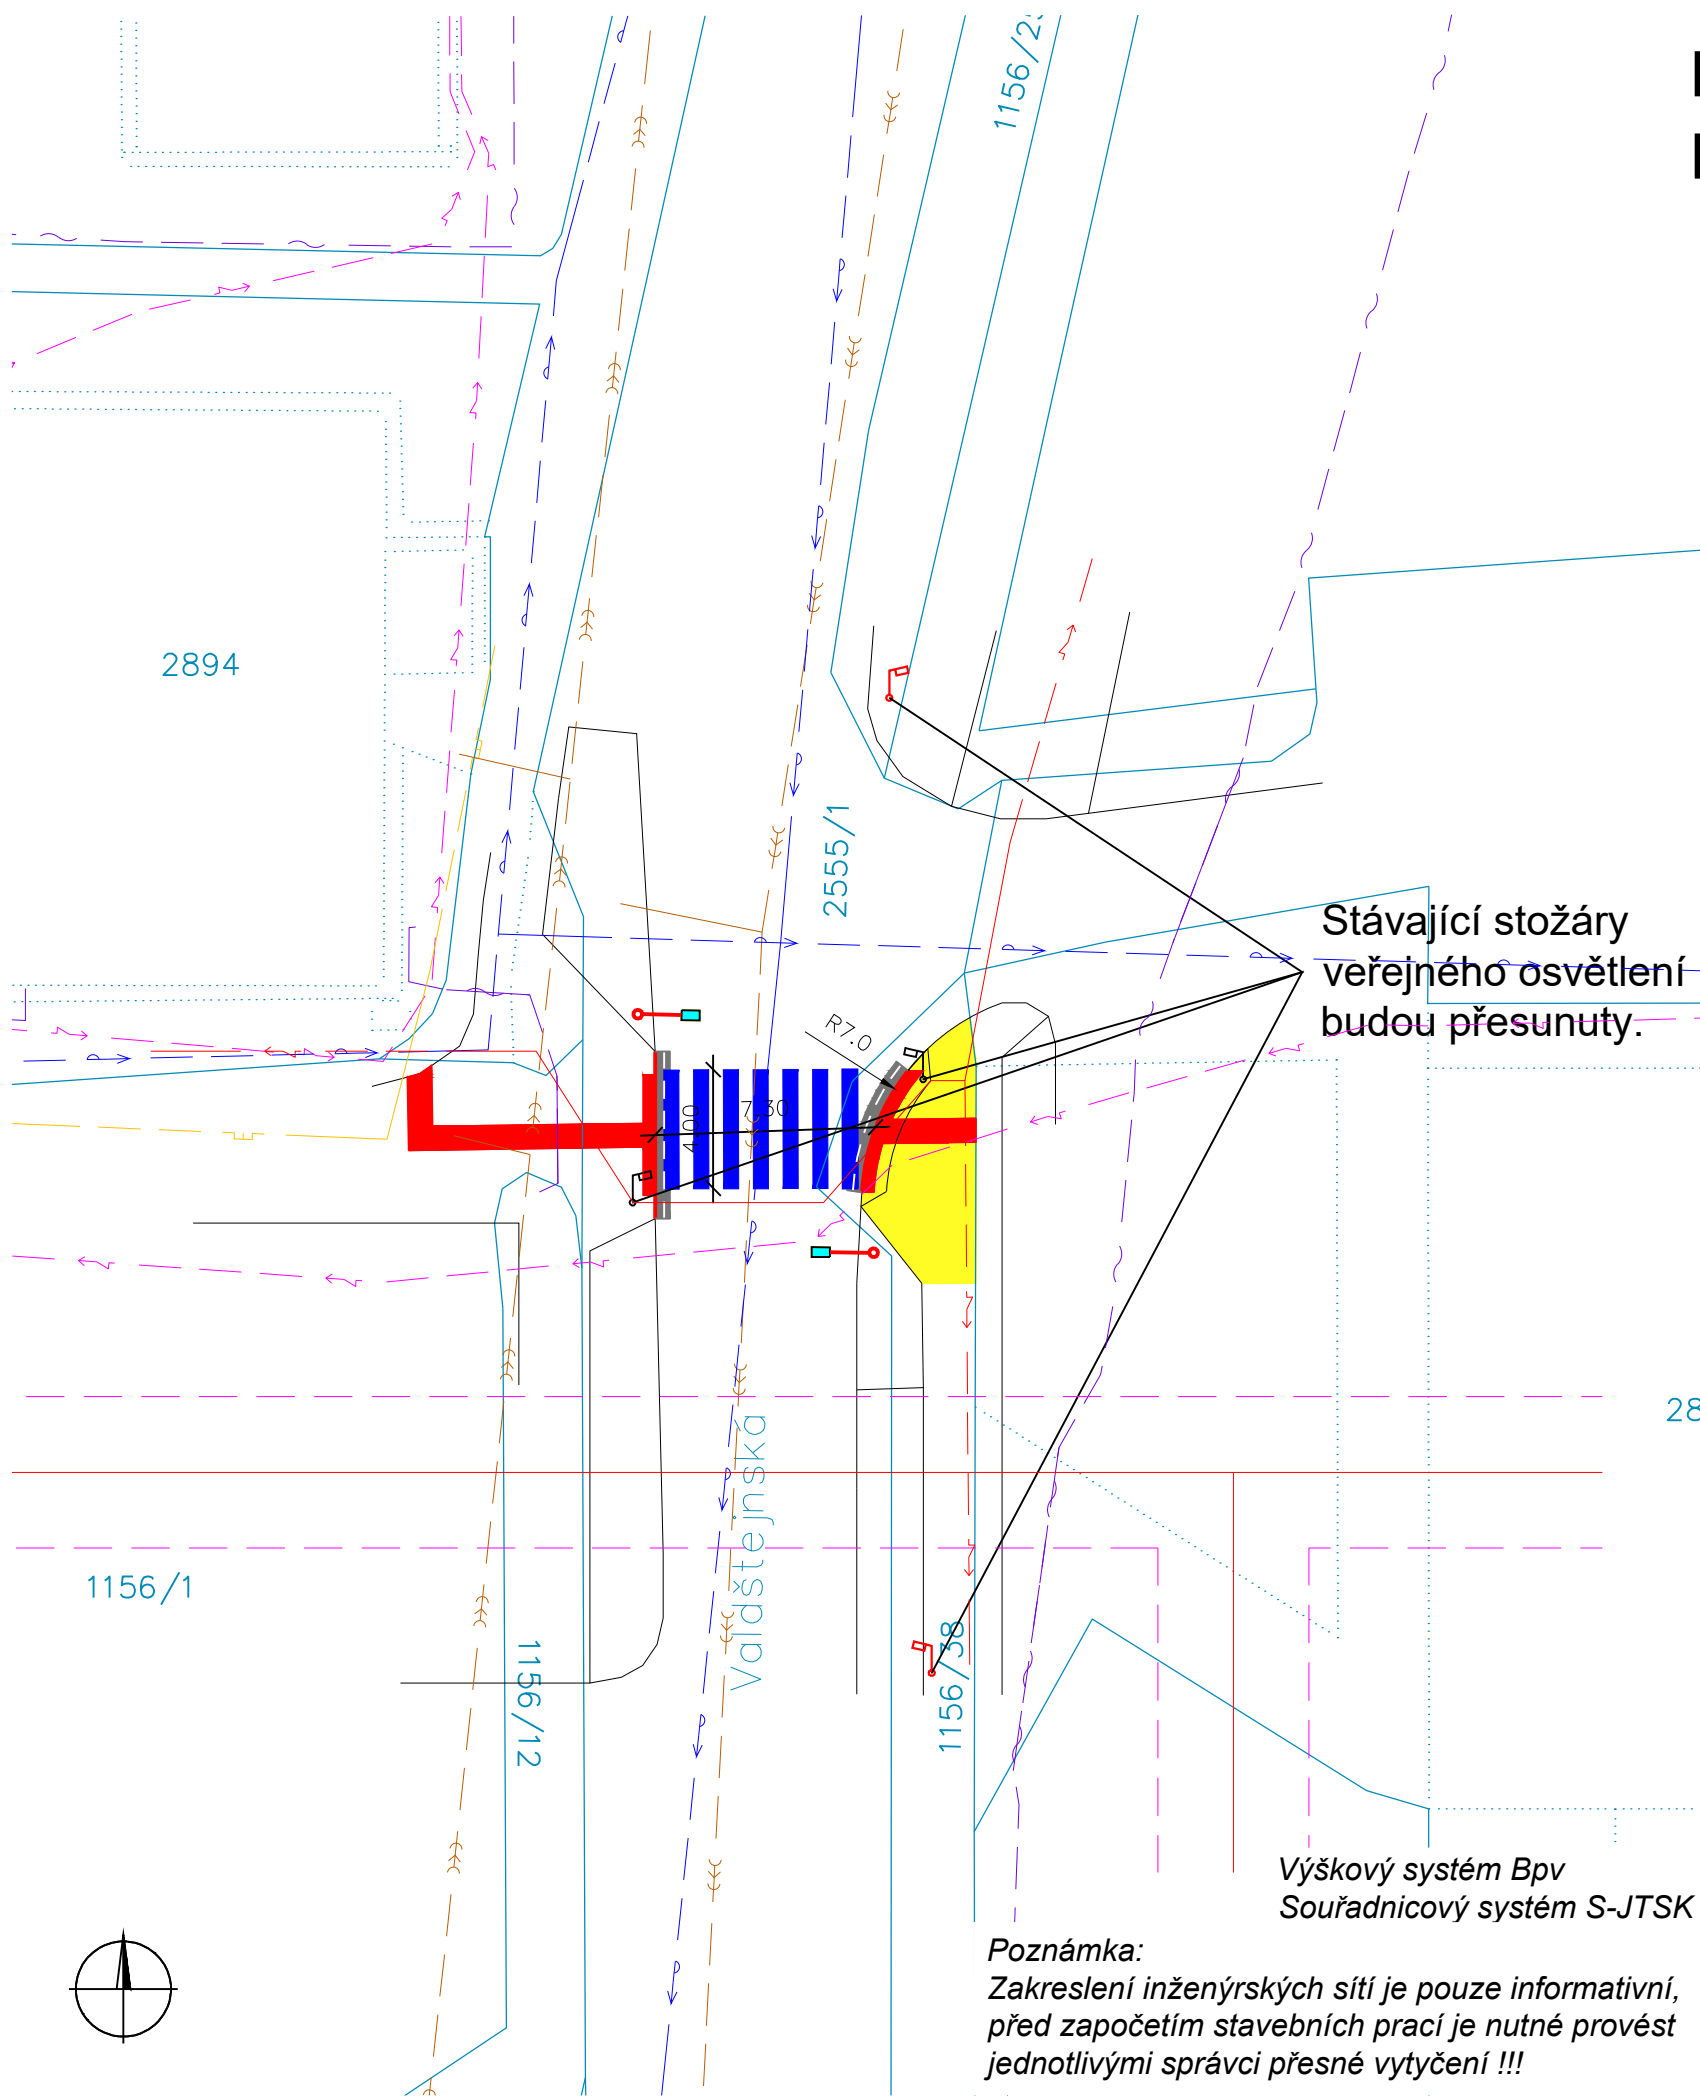 1156/2
2894
2555/1
Stávající stožáry
veřejného osvětlení
budou přesunuty.
R7.0
7.30
4.00
28
Valdštejnská
1156/1
1156/12
1156/38
Výškový systém Bpv
Souřadnicový systém S-JTSK
Poznámka:
Zakreslení inženýrských sítí je pouze informativní,
před započetím stavebních prací je nutné provést
jednotlivými správci přesné vytyčení !!!